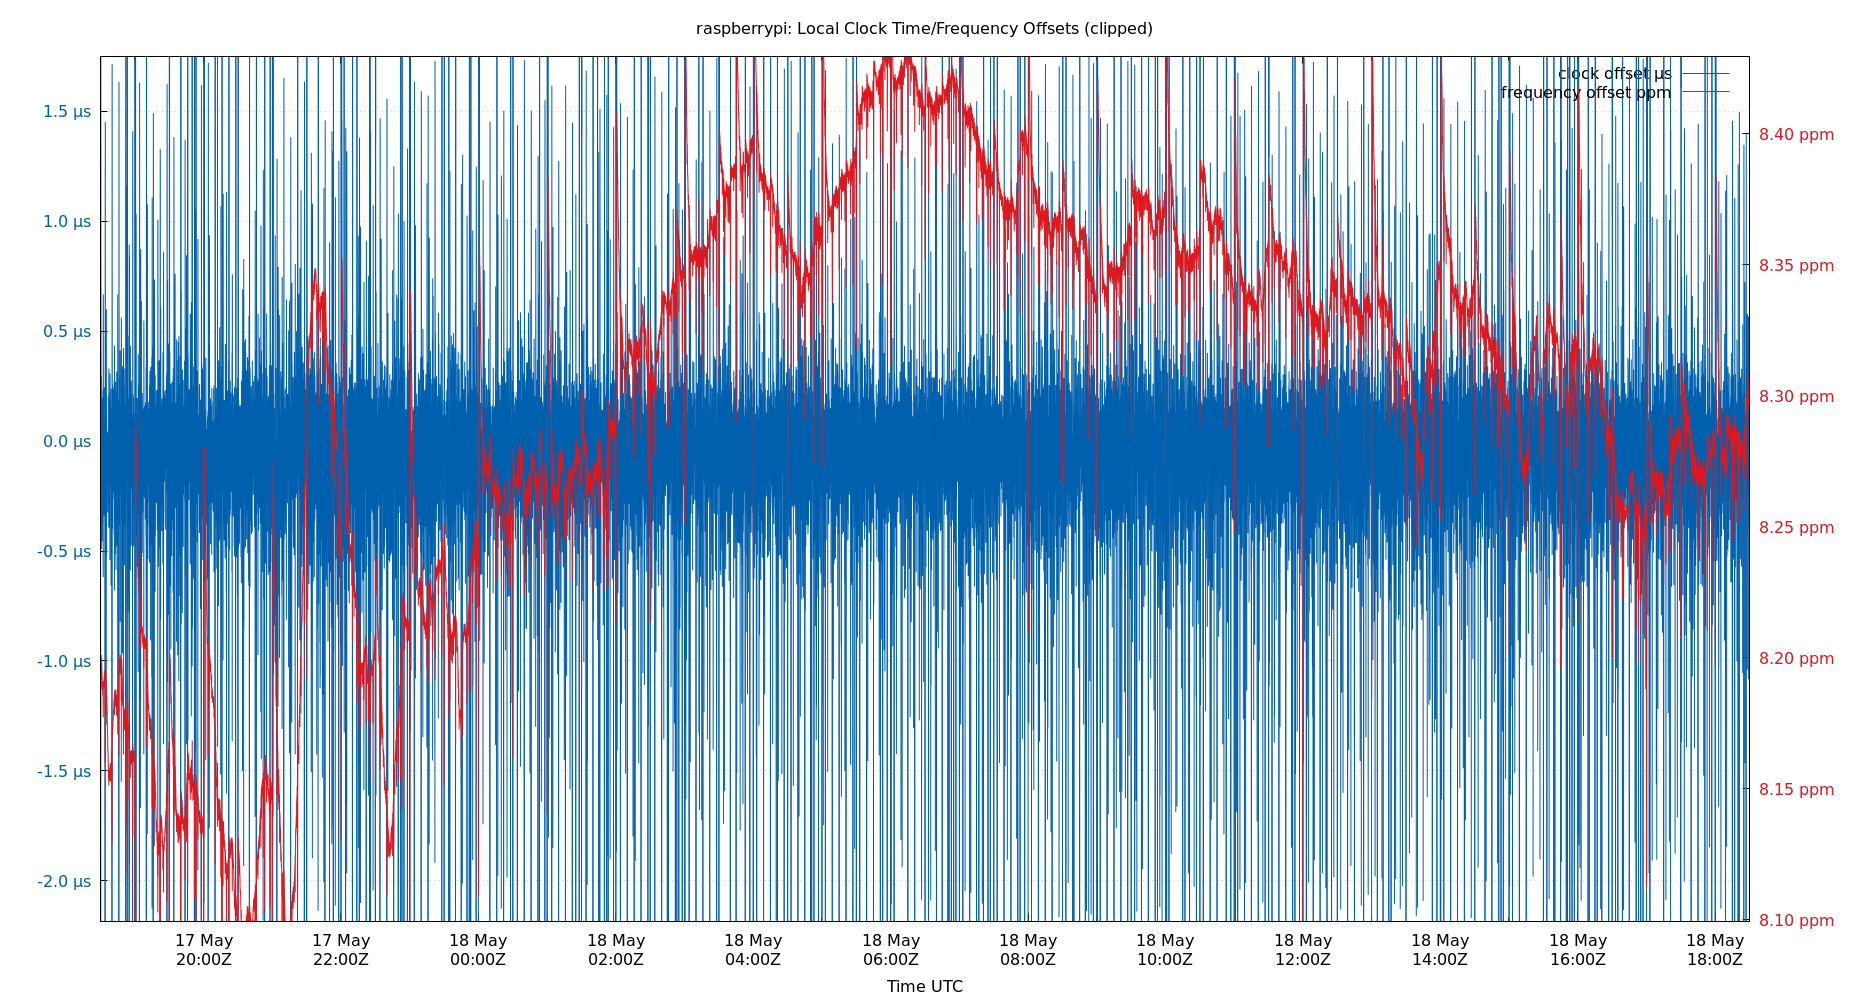 raspberrypi: Local Clock Time/Frequency Offsets (clipped)
clock offset µs
frequency offset ppm
1.5 µs
1.0 µs
0.5 µs
0.0 µs
-0.5 µs
-1.0 µs
-1.5 µs
-2.0 µs
8.40 ppm
8.35 ppm
8.30 ppm
8.25 ppm
8.20 ppm
8.15 ppm
8.10 ppm
17 May 20:00Z
17 May 22:00Z
18 May 00:00Z
18 May 02:00Z
18 May 04:00Z
18 May 06:00Z
18 May 08:00Z
18 May 10:00Z
18 May 12:00Z
18 May 14:00Z
18 May 16:00Z
18 May 18:00Z
Time UTC